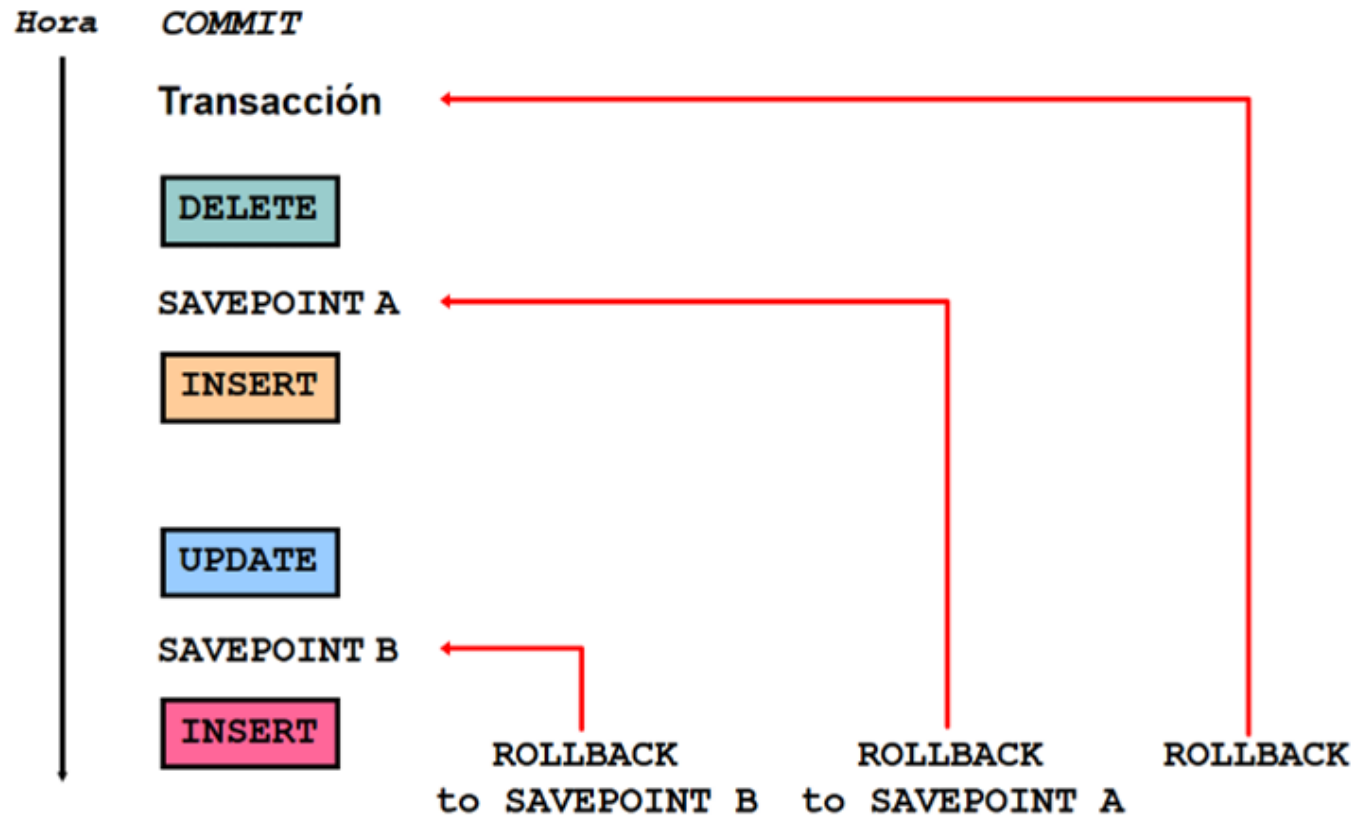 Hora COMMIT
Transacción
DELETE
SAVEPOINT A
INSERT
UPDATE
SAVEPOINT B
INSERT
ROLLBACK
to SAVEPOINT B
ROLLBACK
to SAVEPOINT A
ROLLBACK